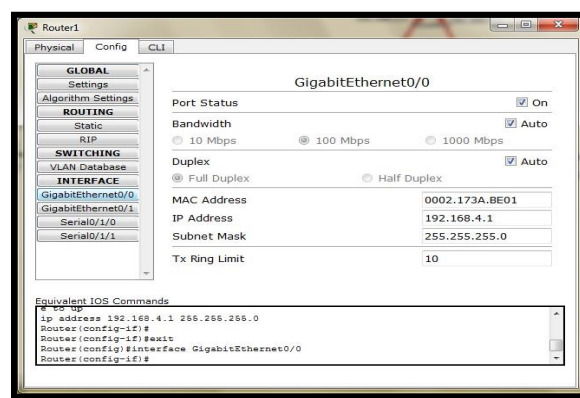 Router1
Physical Config CLI
GLOBAL
Settings
Algorithm Settings
ROUTING
Static
RIP
SWITCHING
VLAN Database
INTERFACE
GigabitEthernet0/0
GigabitEthernet0/1
Serial0/1/0
Serial0/1/1
GigabitEthernet0/0
Port Status On
Bandwidth Auto
10 Mbps 100 Mbps 1000 Mbps
Duplex Auto
Full Duplex Half Duplex
MAC Address 0002.173A.BE01
IP Address 192.168.4.1
Subnet Mask 255.255.255.0
Tx Ring Limit 10
Equivalent IOS Commands
e to up
ip address 192.168.4.1 255.255.255.0
Router(config-if)#
Router(config-if)#exit
Router(config)#interface GigabitEthernet0/0
Router(config-if)#